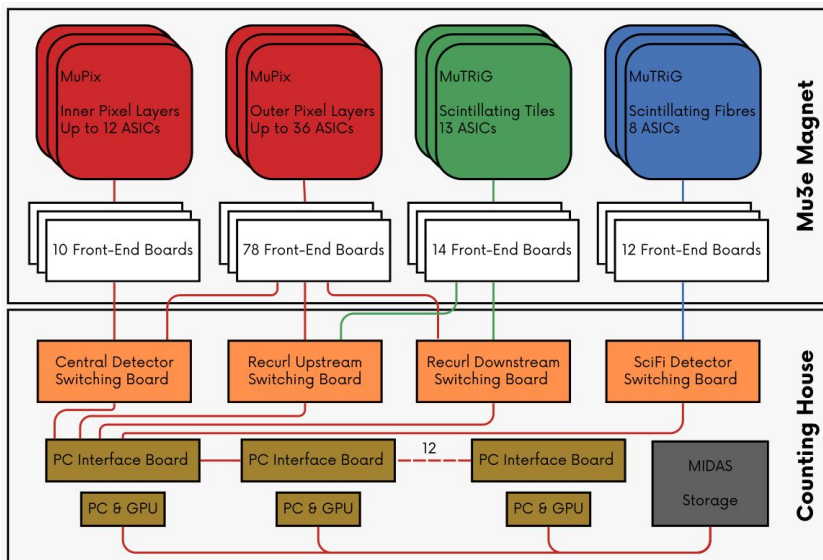 MuPix
Inner Pixel Layers
Up to 12 ASICs
MuPix
Outer Pixel Layers
Up to 36 ASICs
MuTRiG
Scintillating Tiles
13 ASICs
MuTRiG
Scintillating Fibres
8 ASICs
Mu3e Magnet
10 Front-End Boards
78 Front-End Boards
14 Front-End Boards
12 Front-End Boards
Central Detector
Switching Board
Recurl Upstream
Switching Board
Recurl Downstream
Switching Board
SciFi Detector
Switching Board
Counting House
PC Interface Board
PC Interface Board
12
PC Interface Board
MIDAS
Storage
PC & GPU
PC & GPU
PC & GPU